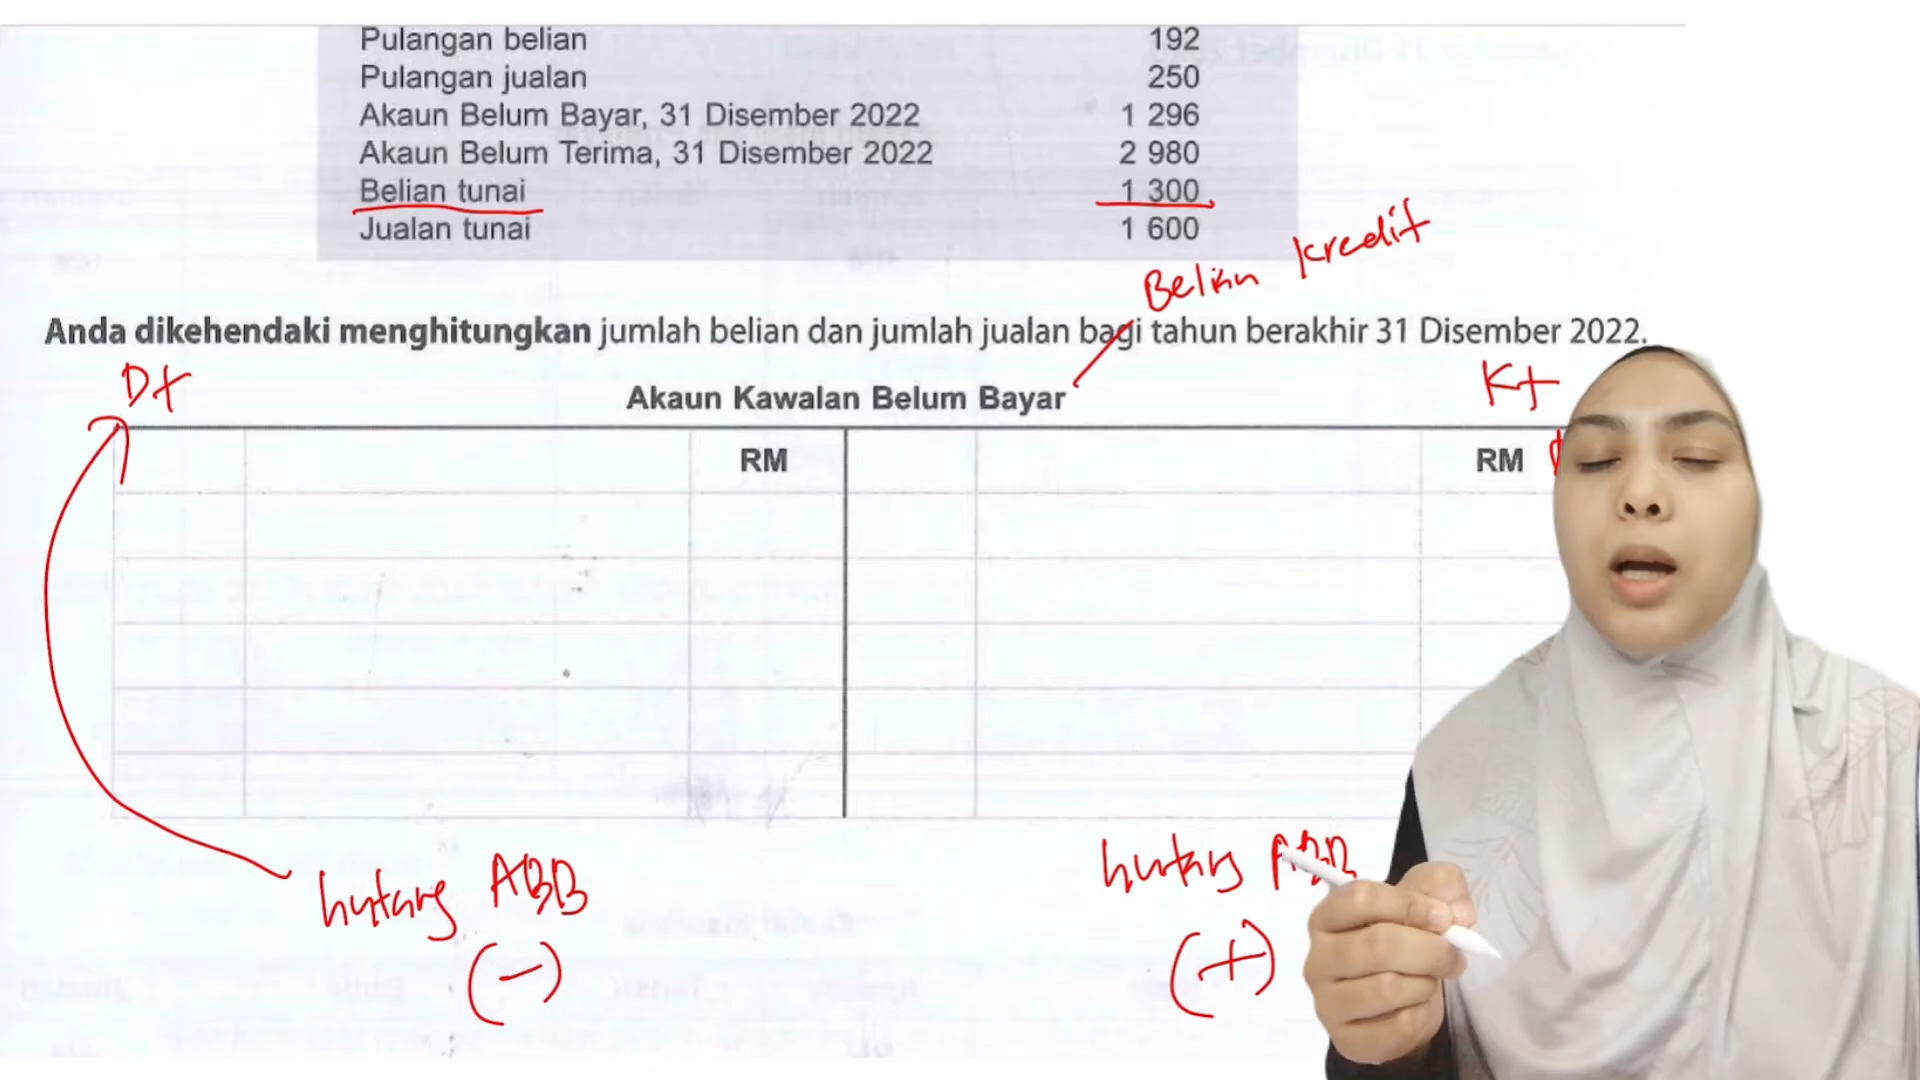 Pulangan belian 192
Pulangan jualan 250
Akaun Belum Bayar, 31 Disember 2022 1 296
Akaun Belum Terima, 31 Disember 2022 2 980
Belian tunai 1 300
Jualan tunai 1 600
Belian kredit
Anda dikehendaki menghitungkan jumlah belian dan jumlah jualan bagi tahun berakhir 31 Disember 2022.
Dt Kt
Akaun Kawalan Belum Bayar
RM RM
hutang ABB hutang ABB
(-) (+)